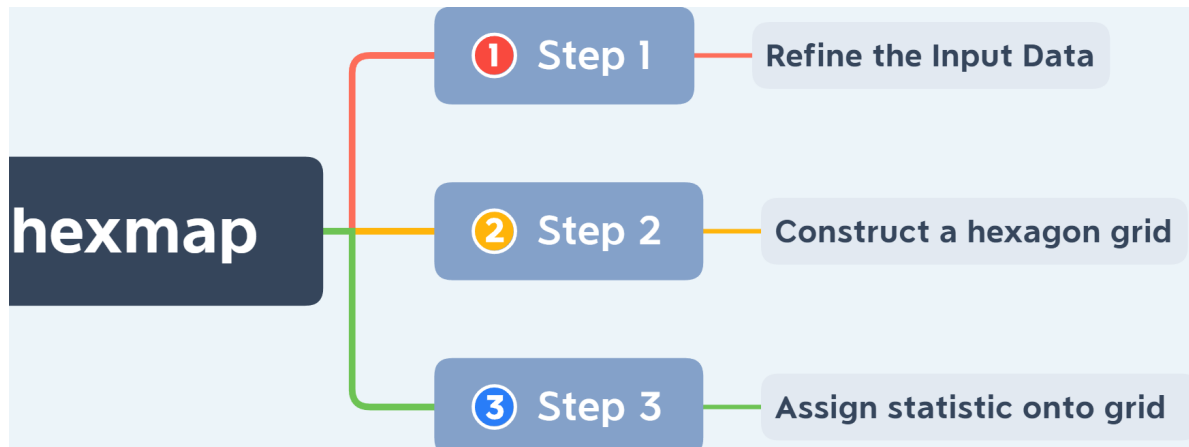 hexmap
1 Step 1
Refine the Input Data
2 Step 2
Construct a hexagon grid
3 Step 3
Assign statistic onto grid